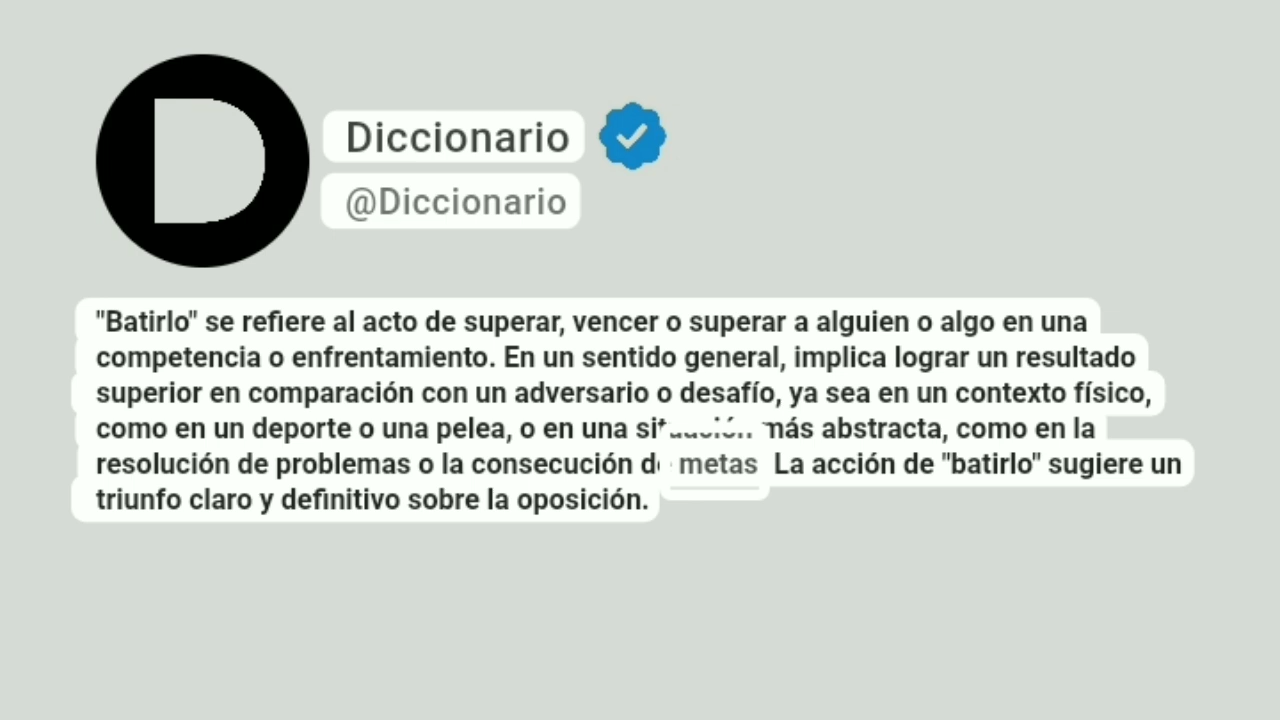 Diccionario
@Diccionario
"Batirlo" se refiere al acto de superar, vencer o superar a alguien o algo en una
competencia o enfrentamiento. En un sentido general, implica lograr un resultado
superior en comparación con un adversario o desafío, ya sea en un contexto físico,
como en un deporte o una pelea, o en una situación más abstracta, como en la
resolución de problemas o la consecución de metas La acción de "batirlo" sugiere un
triunfo claro y definitivo sobre la oposición.